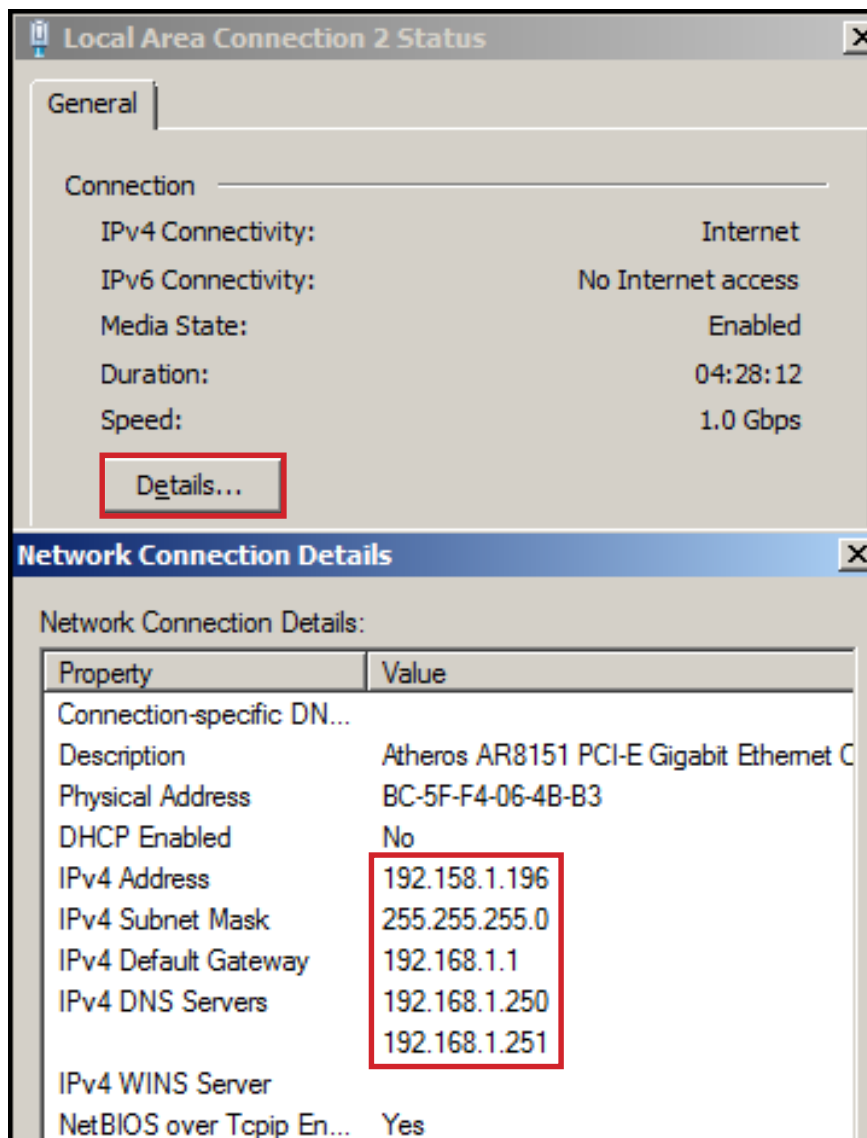 Local Area Connection 2 Status
General
Connection
IPv4 Connectivity: Internet
IPv6 Connectivity: No Internet access
Media State: Enabled
Duration: 04:28:12
Speed: 1.0 Gbps
Details...
Network Connection Details
Network Connection Details:
Property Value
Connection-specific DN...
Description Atheros AR8151 PCI-E Gigabit Ethernet C
Physical Address BC-5F-F4-06-4B-B3
DHCP Enabled No
IPv4 Address 192.158.1.196
IPv4 Subnet Mask 255.255.255.0
IPv4 Default Gateway 192.168.1.1
IPv4 DNS Servers 192.168.1.250
192.168.1.251
IPv4 WINS Server
NetBIOS over Tcpip En... Yes